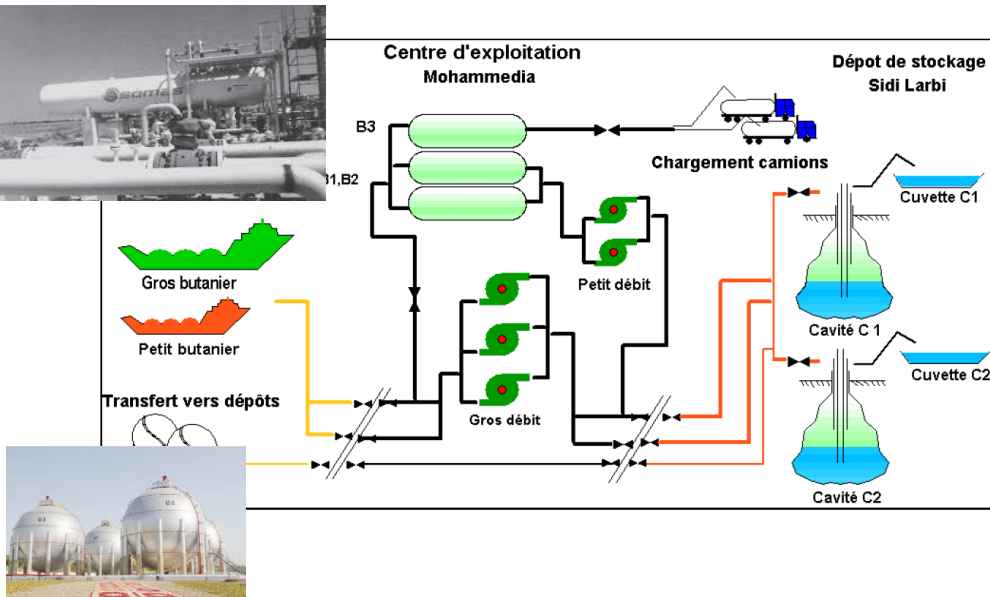 Centre d'exploitation
Mohammedia
Dépot de stockage
Sidi Larbi
somas
B3
B1,B2
Chargement camions
Cuvette C1
Gros butanier
Petit débit
Petit butanier
Cavité C 1
Cuvette C2
Transfert vers dépôts
Gros débit
Cavité C2